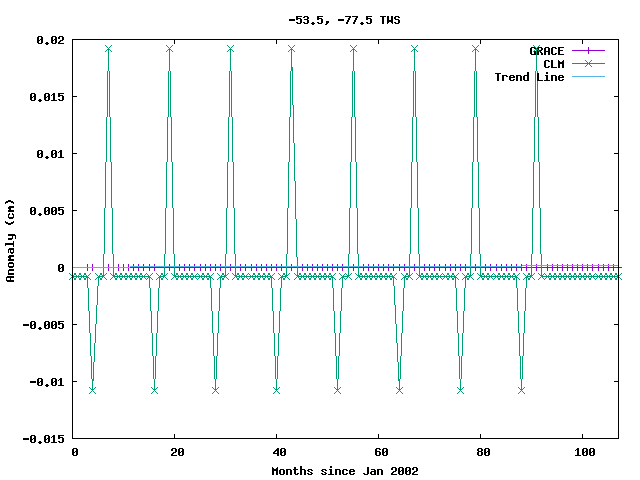 -53.5, -77.5 TWS
0.02
0.015
0.01
0.005
0
-0.005
-0.01
-0.015
Anomaly (cm)
GRACE
CLM
Trend Line
0 20 40 60 80 100
Months since Jan 2002